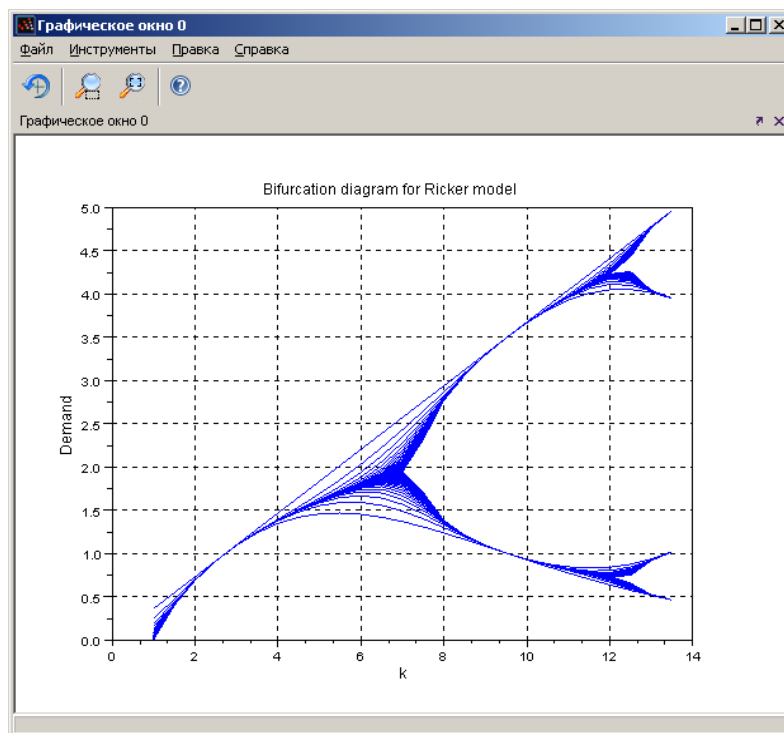 Графическое окно 0
Файл Инструменты Правка Справка
Графическое окно 0
Bifurcation diagram for Ricker model
5.0
4.5
4.0
3.5
3.0
2.5
2.0
1.5
1.0
0.5
0.0
Demand
0 2 4 6 8 10 12 14
k